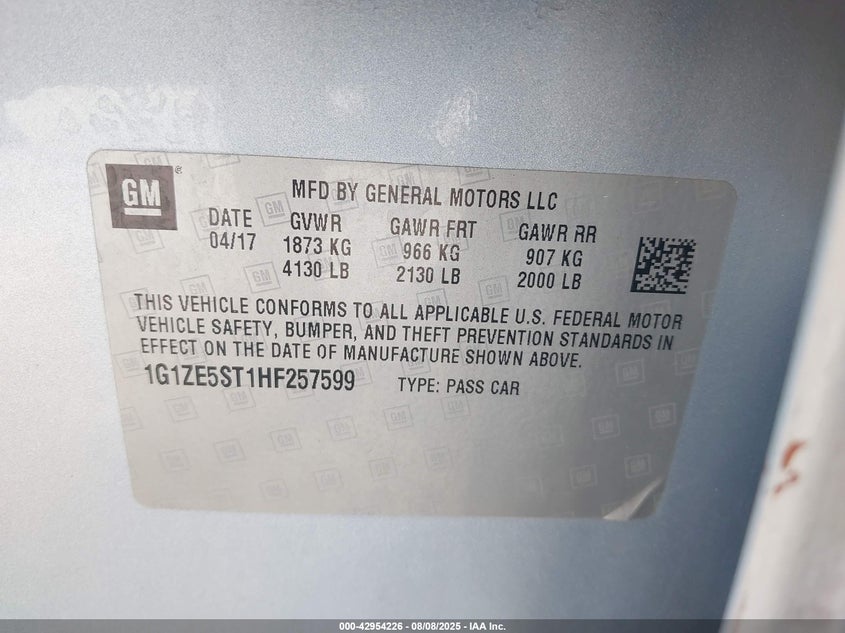 GM
MFD BY GENERAL MOTORS LLC
DATE GVWR GAWR FRT GAWR RR
04/17 1873 KG 966 KG 907 KG
4130 LB 2130 LB 2000 LB
THIS VEHICLE CONFORMS TO ALL APPLICABLE U.S. FEDERAL MOTOR
VEHICLE SAFETY, BUMPER, AND THEFT PREVENTION STANDARDS IN
EFFECT ON THE DATE OF MANUFACTURE SHOWN ABOVE.
1G1ZE5ST1HF257599 TYPE: PASS CAR
000-42954226 - 08/08/2025 - IAA Inc.